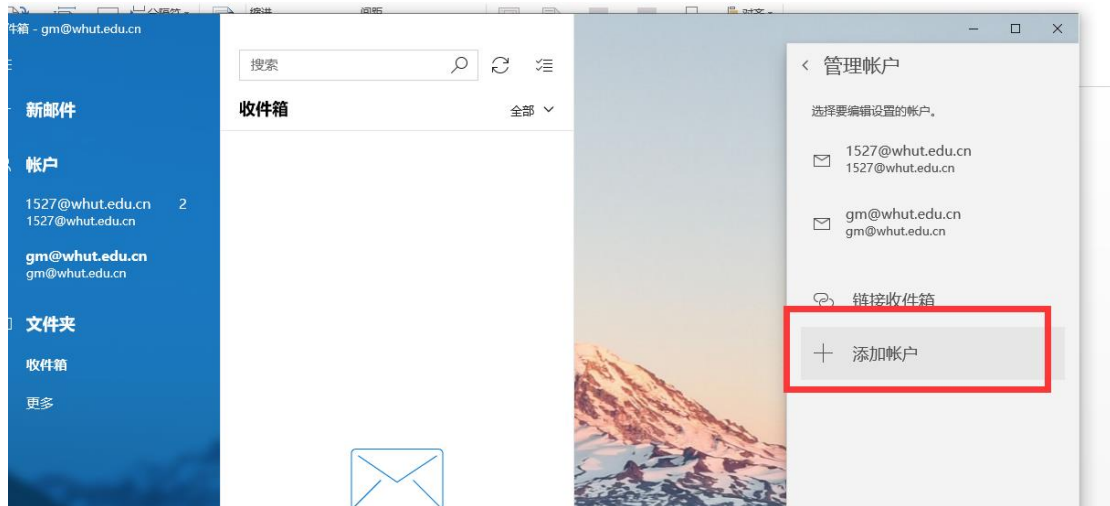 缩进
间距
件箱 - gm@whut.edu.cn
新邮件
帐户
1527@whut.edu.cn 2
1527@whut.edu.cn
gm@whut.edu.cn
gm@whut.edu.cn
文件夹
收件箱
更多
搜索
收件箱 全部
管理帐户
选择要编辑设置的帐户。
1527@whut.edu.cn
1527@whut.edu.cn
gm@whut.edu.cn
gm@whut.edu.cn
链接收件箱
添加帐户